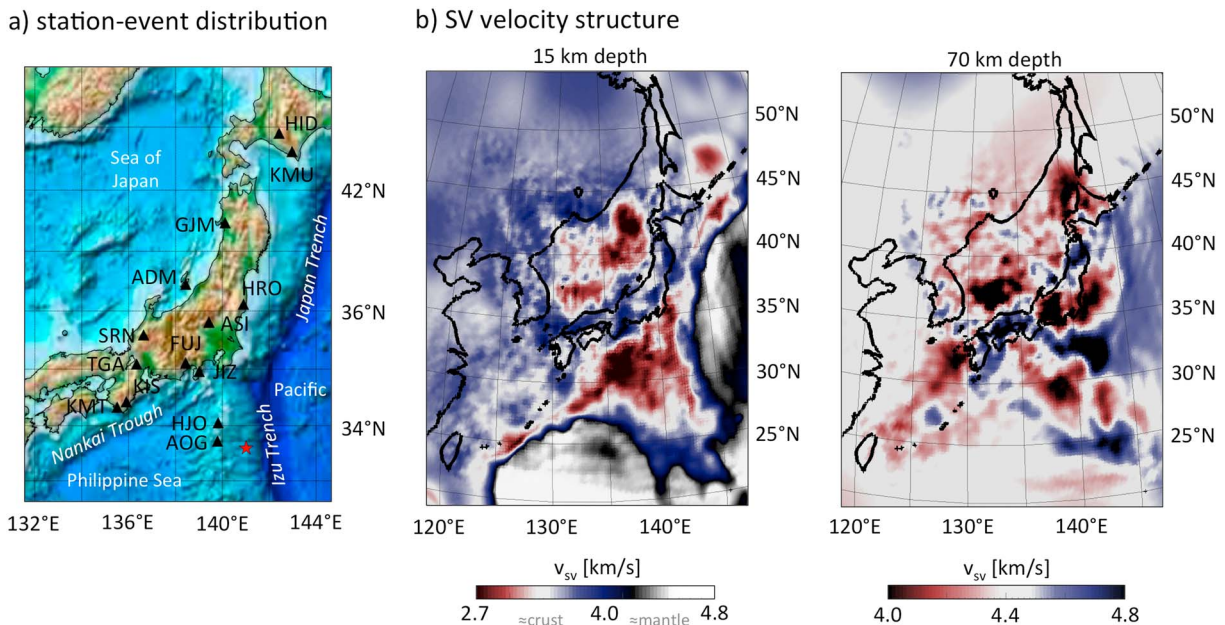 a) station-event distribution
b) SV velocity structure
15 km depth
70 km depth
HID
Sea of
Japan
KMU
42°N
GJM
Japan Trench
ADM
HRO
36°N
SRN
ASI
FUJ
TGA
JIZ
KIS
Pacific
KMT
Nankai Trough
HJO
34°N
AOG
Izu Trench
Philippine Sea
132°E
136°E
140°E
144°E
50°N
45°N
40°N
35°N
30°N
25°N
120°E
130°E
140°E
50°N
45°N
40°N
35°N
30°N
25°N
120°E
130°E
140°E
vsv [km/s]
2.7
4.0
4.8
≈crust
≈mantle
vsv [km/s]
4.0
4.4
4.8